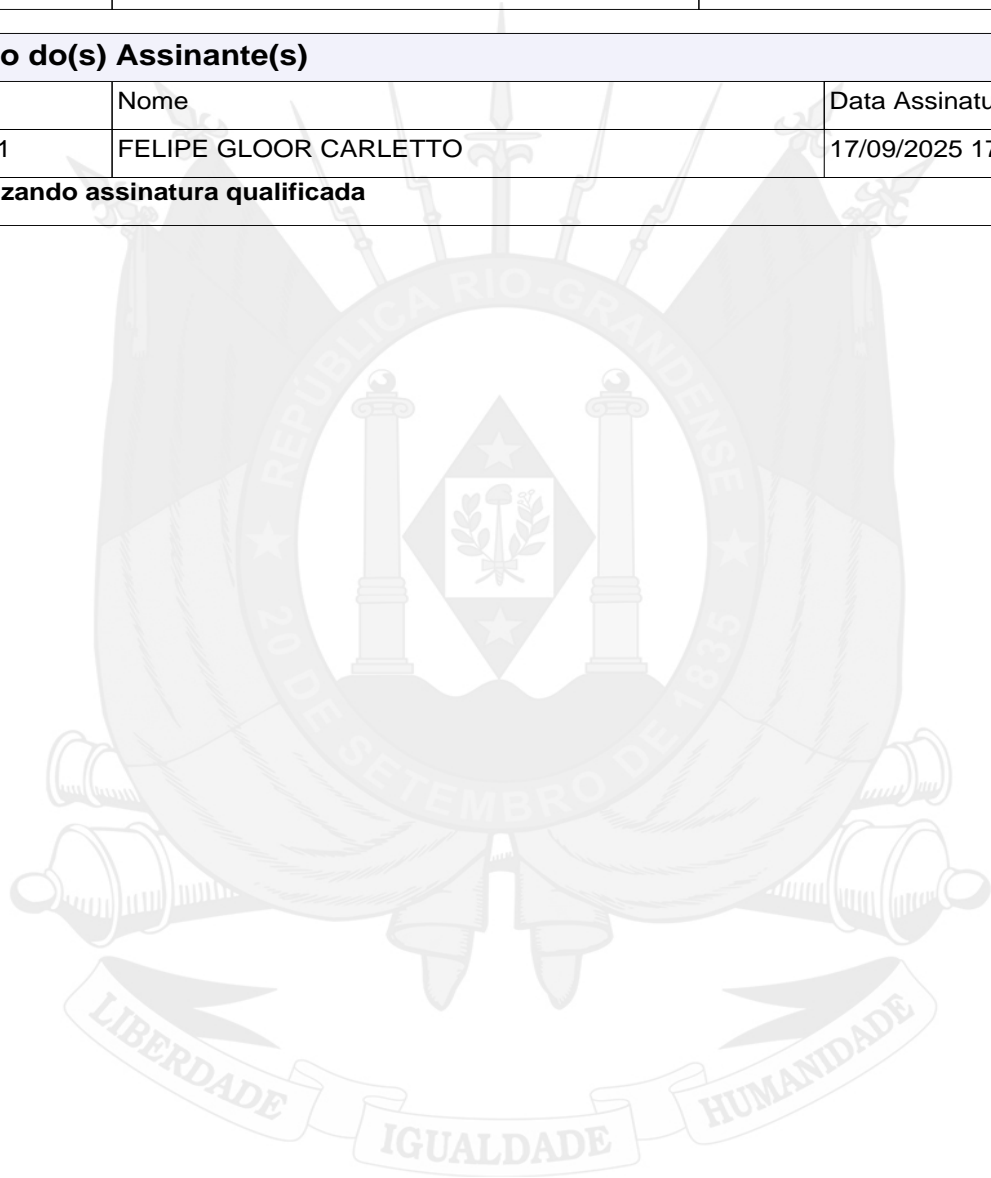 o do(s) Assinante(s)
Nome Data Assinatu
1 FELIPE GLOOR CARLETTO 17/09/2025 17
zando assinatura qualificada
REPÚBLICA RIO-GRANDENSE
20 DE SETEMBRO DE 1835
LIBERDADE IGUALDADE HUMANIDADE